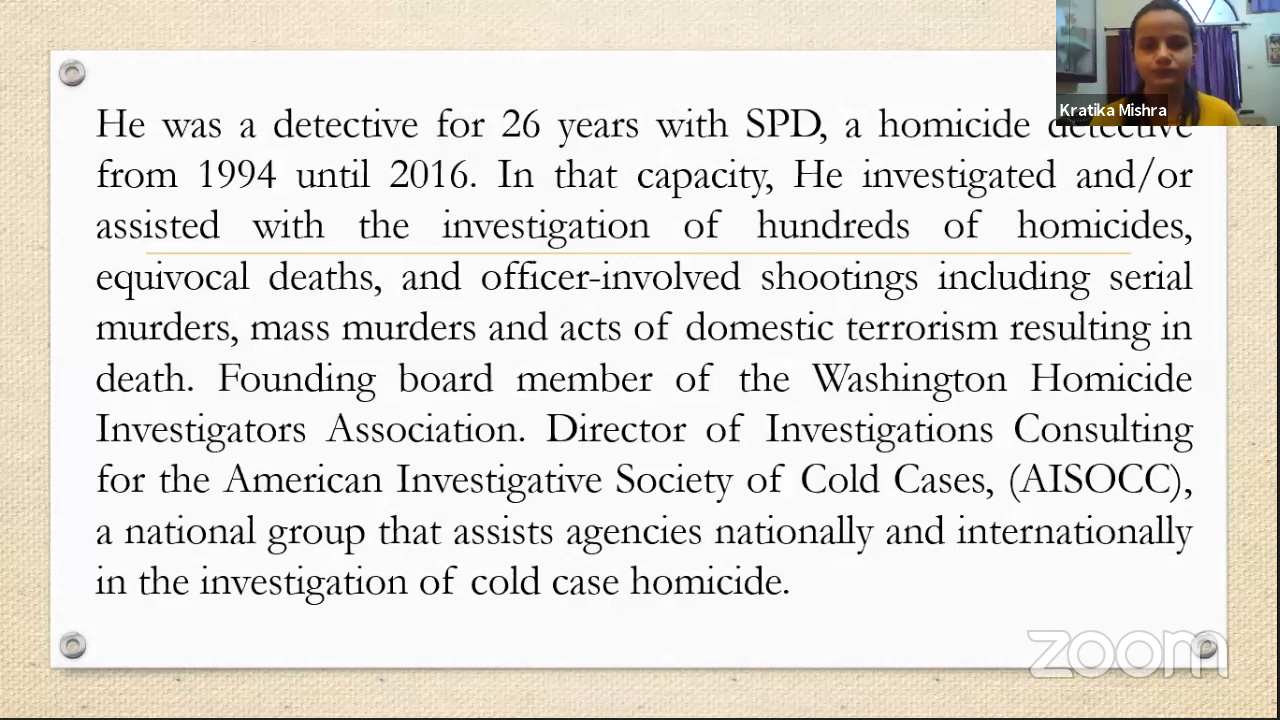 Kratika Mishra
He was a detective for 26 years with SPD, a homicide detective
from 1994 until 2016. In that capacity, He investigated and/or
assisted with the investigation of hundreds of homicides,
equivocal deaths, and officer-involved shootings including serial
murders, mass murders and acts of domestic terrorism resulting in
death. Founding board member of the Washington Homicide
Investigators Association. Director of Investigations Consulting
for the American Investigative Society of Cold Cases, (AISOCC),
a national group that assists agencies nationally and internationally
in the investigation of cold case homicide.
zoom